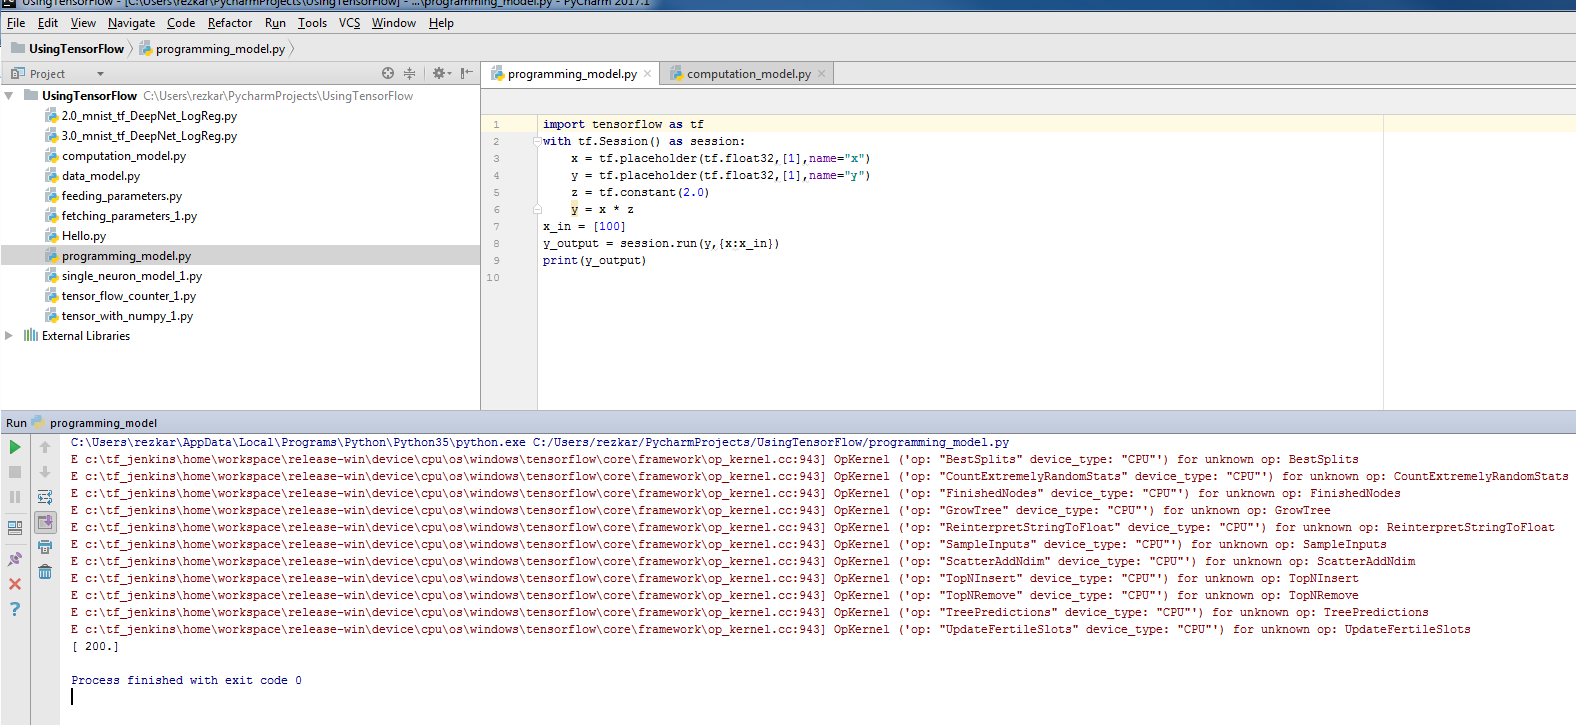 UsingTensorFlow - [C:\Users\rezkar\PycharmProjects\UsingTensorFlow] - ...\programming_model.py - PyCharm 2017.1
File Edit View Navigate Code Refactor Run Tools VCS Window Help
UsingTensorFlow programming_model.py
Project
programming_model.py computation_model.py
UsingTensorFlow C:\Users\rezkar\PycharmProjects\UsingTensorFlow
2.0_mnist_tf_DeepNet_LogReg.py
3.0_mnist_tf_DeepNet_LogReg.py
computation_model.py
data_model.py
feeding_parameters.py
fetching_parameters_1.py
Hello.py
programming_model.py
single_neuron_model_1.py
tensor_flow_counter_1.py
tensor_with_numpy_1.py
External Libraries
1 import tensorflow as tf
2 with tf.Session() as session:
3     x = tf.placeholder(tf.float32,[1],name="x")
4     y = tf.placeholder(tf.float32,[1],name="y")
5     z = tf.constant(2.0)
6     y = x * z
7 x_in = [100]
8 y_output = session.run(y,{x:x_in})
9 print(y_output)
10
Run programming_model
C:\Users\rezkar\AppData\Local\Programs\Python\Python35\python.exe C:/Users/rezkar/PycharmProjects/UsingTensorFlow/programming_model.py
E c:\tf_jenkins\home\workspace\release-win\device\cpu\os\windows\tensorflow\core\framework\op_kernel.cc:943] OpKernel ('op: "BestSplits" device_type: "CPU"') for unknown op: BestSplits
E c:\tf_jenkins\home\workspace\release-win\device\cpu\os\windows\tensorflow\core\framework\op_kernel.cc:943] OpKernel ('op: "CountExtremelyRandomStats" device_type: "CPU"') for unknown op: CountExtremelyRandomStats
E c:\tf_jenkins\home\workspace\release-win\device\cpu\os\windows\tensorflow\core\framework\op_kernel.cc:943] OpKernel ('op: "FinishedNodes" device_type: "CPU"') for unknown op: FinishedNodes
E c:\tf_jenkins\home\workspace\release-win\device\cpu\os\windows\tensorflow\core\framework\op_kernel.cc:943] OpKernel ('op: "GrowTree" device_type: "CPU"') for unknown op: GrowTree
E c:\tf_jenkins\home\workspace\release-win\device\cpu\os\windows\tensorflow\core\framework\op_kernel.cc:943] OpKernel ('op: "ReinterpretStringToFloat" device_type: "CPU"') for unknown op: ReinterpretStringToFloat
E c:\tf_jenkins\home\workspace\release-win\device\cpu\os\windows\tensorflow\core\framework\op_kernel.cc:943] OpKernel ('op: "SampleInputs" device_type: "CPU"') for unknown op: SampleInputs
E c:\tf_jenkins\home\workspace\release-win\device\cpu\os\windows\tensorflow\core\framework\op_kernel.cc:943] OpKernel ('op: "ScatterAddNdim" device_type: "CPU"') for unknown op: ScatterAddNdim
E c:\tf_jenkins\home\workspace\release-win\device\cpu\os\windows\tensorflow\core\framework\op_kernel.cc:943] OpKernel ('op: "TopNInsert" device_type: "CPU"') for unknown op: TopNInsert
E c:\tf_jenkins\home\workspace\release-win\device\cpu\os\windows\tensorflow\core\framework\op_kernel.cc:943] OpKernel ('op: "TopNRemove" device_type: "CPU"') for unknown op: TopNRemove
E c:\tf_jenkins\home\workspace\release-win\device\cpu\os\windows\tensorflow\core\framework\op_kernel.cc:943] OpKernel ('op: "TreePredictions" device_type: "CPU"') for unknown op: TreePredictions
E c:\tf_jenkins\home\workspace\release-win\device\cpu\os\windows\tensorflow\core\framework\op_kernel.cc:943] OpKernel ('op: "UpdateFertileSlots" device_type: "CPU"') for unknown op: UpdateFertileSlots
[ 200.]
Process finished with exit code 0